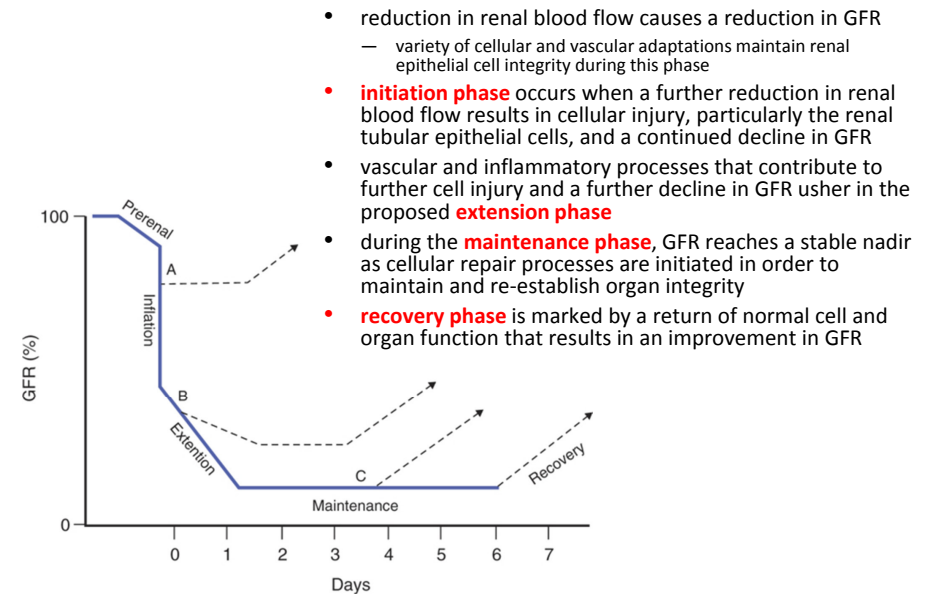 • reduction in renal blood flow causes a reduction in GFR
— variety of cellular and vascular adaptations maintain renal
epithelial cell integrity during this phase
• initiation phase occurs when a further reduction in renal
blood flow results in cellular injury, particularly the renal
tubular epithelial cells, and a continued decline in GFR
• vascular and inflammatory processes that contribute to
further cell injury and a further decline in GFR usher in the
proposed extension phase
• during the maintenance phase, GFR reaches a stable nadir
as cellular repair processes are initiated in order to
maintain and re-establish organ integrity
• recovery phase is marked by a return of normal cell and
organ function that results in an improvement in GFR
100
Prerenal
A
Inflation
GFR (%)
B
Extention
C
Recovery
Maintenance
0
0 1 2 3 4 5 6 7
Days